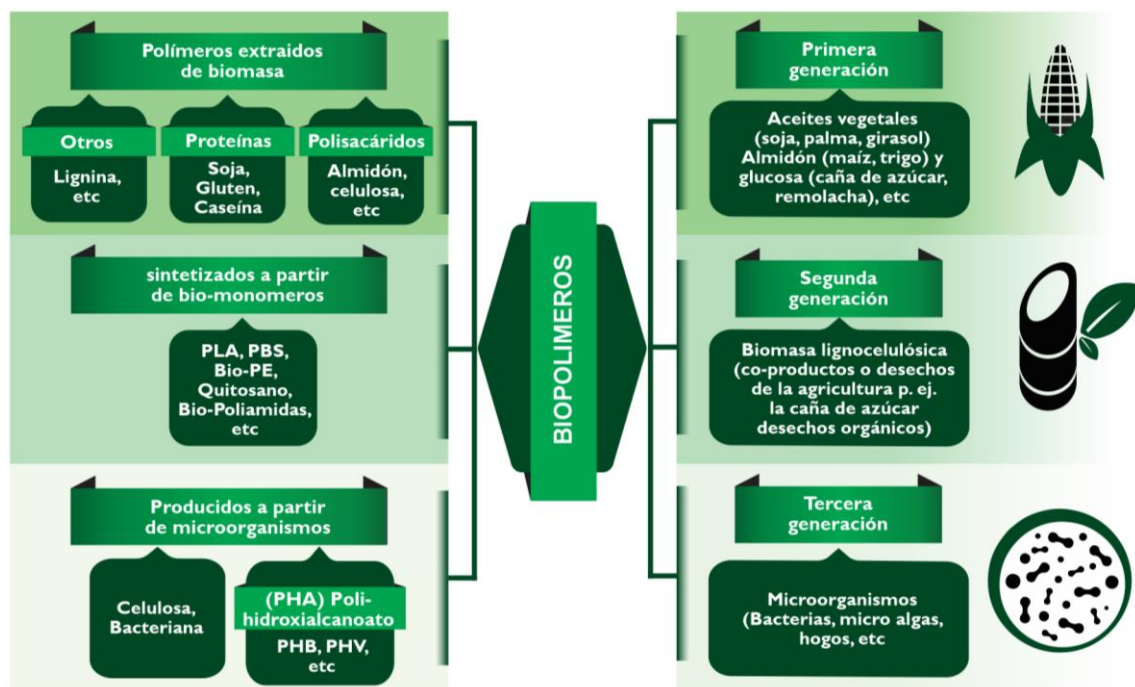 Polímeros extraidos
de biomasa
Otros
Lignina,
etc
Proteínas
Soja,
Gluten,
Caseína
Polisacáridos
Almidón,
celulosa,
etc
sintetizados a partir
de bio-monomeros
PLA, PBS,
Bio-PE,
Quitosano,
Bio-Poliamidas,
etc
Producidos a partir
de microorganismos
Celulosa,
Bacteriana
(PHA) Poli-
hidroxialcanoato
PHB, PHV,
etc
BIOPOLIMEROS
Primera
generación
Aceites vegetales
(soja, palma, girasol)
Almidón (maíz, trigo) y
glucosa (caña de azúcar,
remolacha), etc
Segunda
generación
Biomasa lignocelulósica
(co-productos o desechos
de la agricultura p. ej.
la caña de azúcar
desechos orgánicos)
Tercera
generación
Microorganismos
(Bacterias, micro algas,
hogos, etc